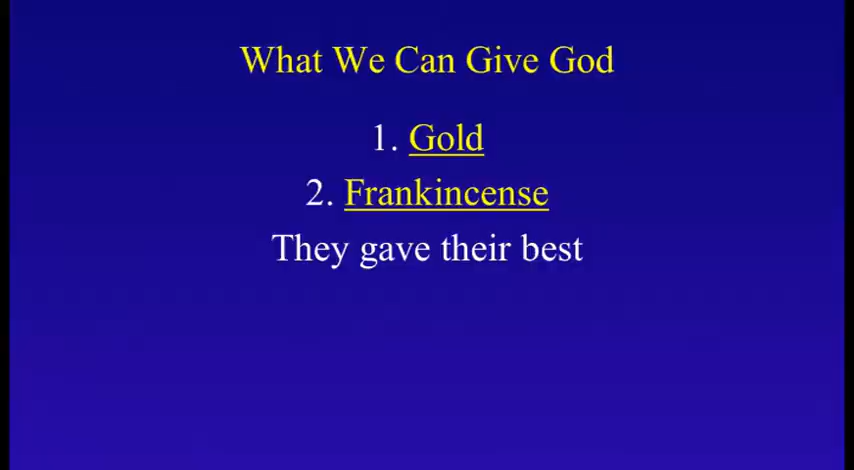 What We Can Give God
1. Gold
2. Frankincense
They gave their best